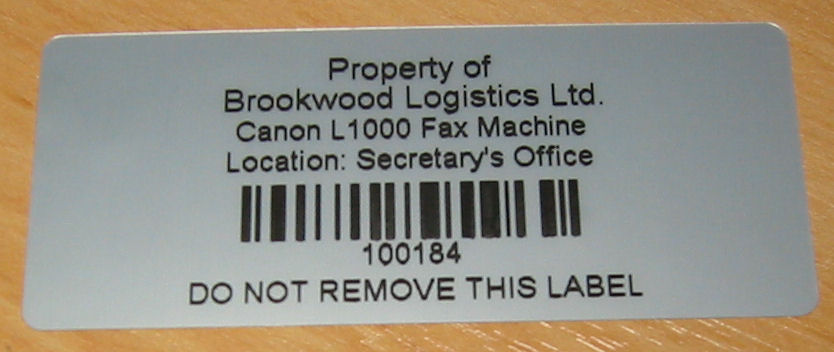 Property of
Brookwood Logistics Ltd.
Canon L1000 Fax Machine
Location: Secretary's Office
100184
DO NOT REMOVE THIS LABEL